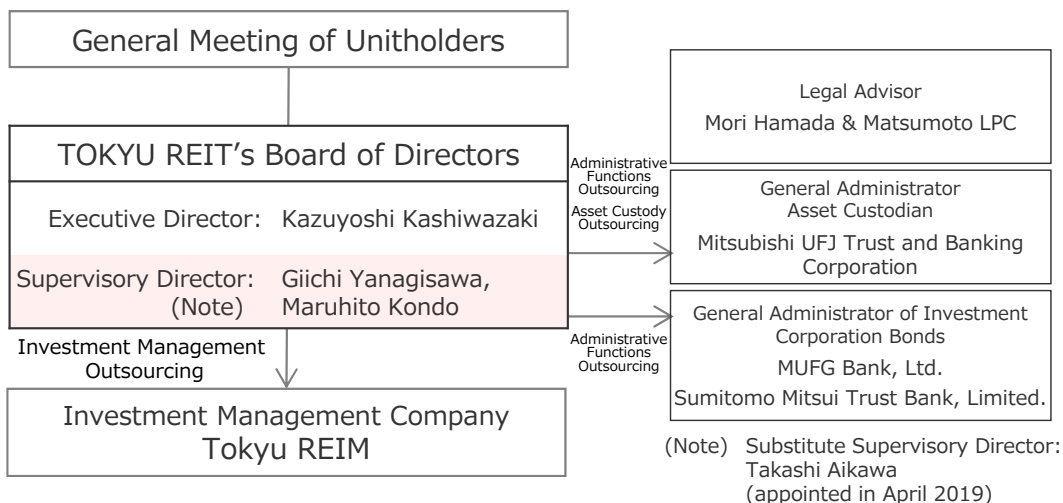 General Meeting of Unitholders
TOKYU REIT's Board of Directors
Executive Director: Kazuyoshi Kashiwazaki
Supervisory Director: Giichi Yanagisawa,
(Note) Maruhito Kondo
Investment Management
Outsourcing
Investment Management Company
Tokyu REIM
Administrative
Functions
Outsourcing
Asset Custody
Outsourcing
Administrative
Functions
Outsourcing
Legal Advisor
Mori Hamada & Matsumoto LPC
General Administrator
Asset Custodian
Mitsubishi UFJ Trust and Banking
Corporation
General Administrator of Investment
Corporation Bonds
MUFG Bank, Ltd.
Sumitomo Mitsui Trust Bank, Limited.
(Note) Substitute Supervisory Director:
Takashi Aikawa
(appointed in April 2019)